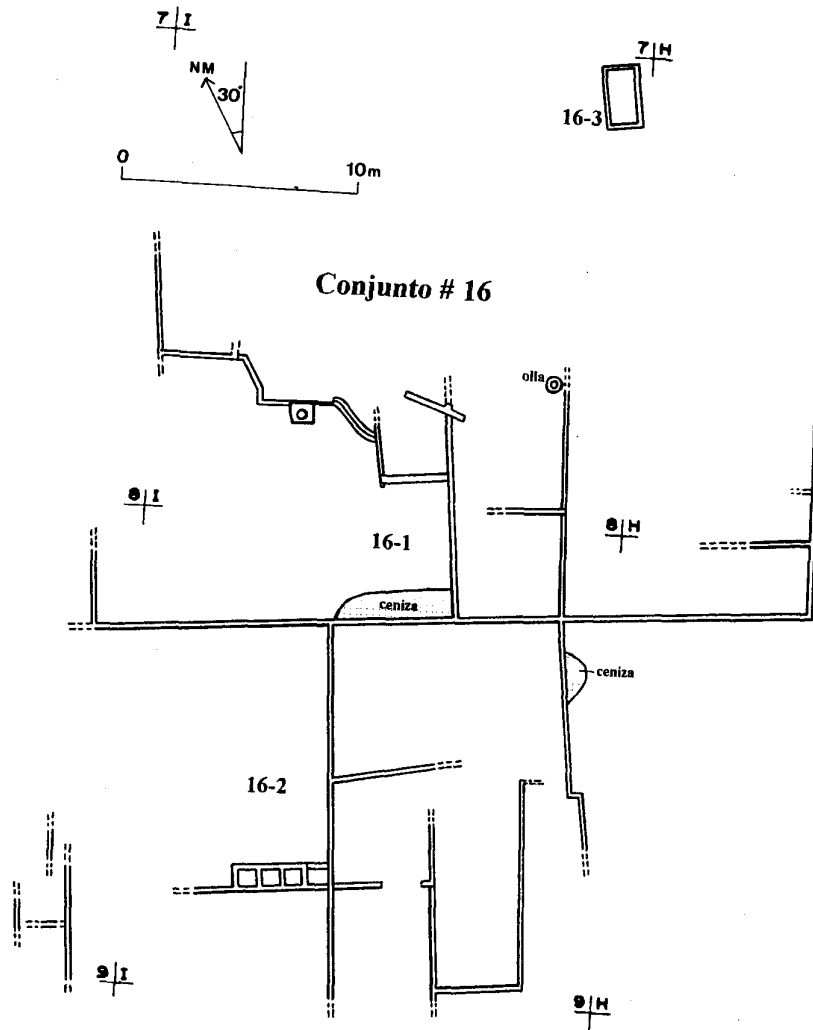 7 I
7 H
NM
30°
16-3
0
10m
Conjunto # 16
olla
8 I
8 H
16-1
ceniza
ceniza
16-2
9 I
9 H